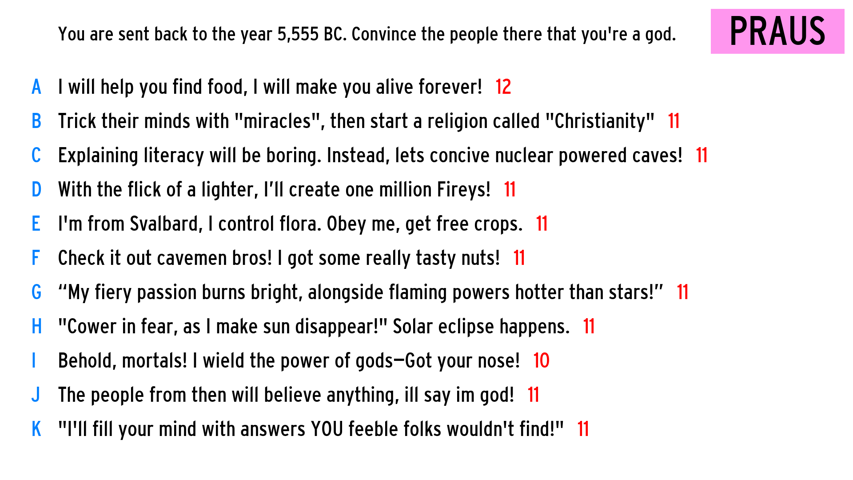 You are sent back to the year 5,555 BC. Convince the people there that you're a god.
PRAUS
A I will help you find food, I will make you alive forever! 12
B Trick their minds with "miracles", then start a religion called "Christianity" 11
C Explaining literacy will be boring. Instead, lets concive nuclear powered caves! 11
D With the flick of a lighter, I’ll create one million Fireys! 11
E I'm from Svalbard, I control flora. Obey me, get free crops. 11
F Check it out cavemen bros! I got some really tasty nuts! 11
G “My fiery passion burns bright, alongside flaming powers hotter than stars!” 11
H "Cower in fear, as I make sun disappear!" Solar eclipse happens. 11
I Behold, mortals! I wield the power of gods—Got your nose! 10
J The people from then will believe anything, ill say im god! 11
K "I'll fill your mind with answers YOU feeble folks wouldn't find!" 11